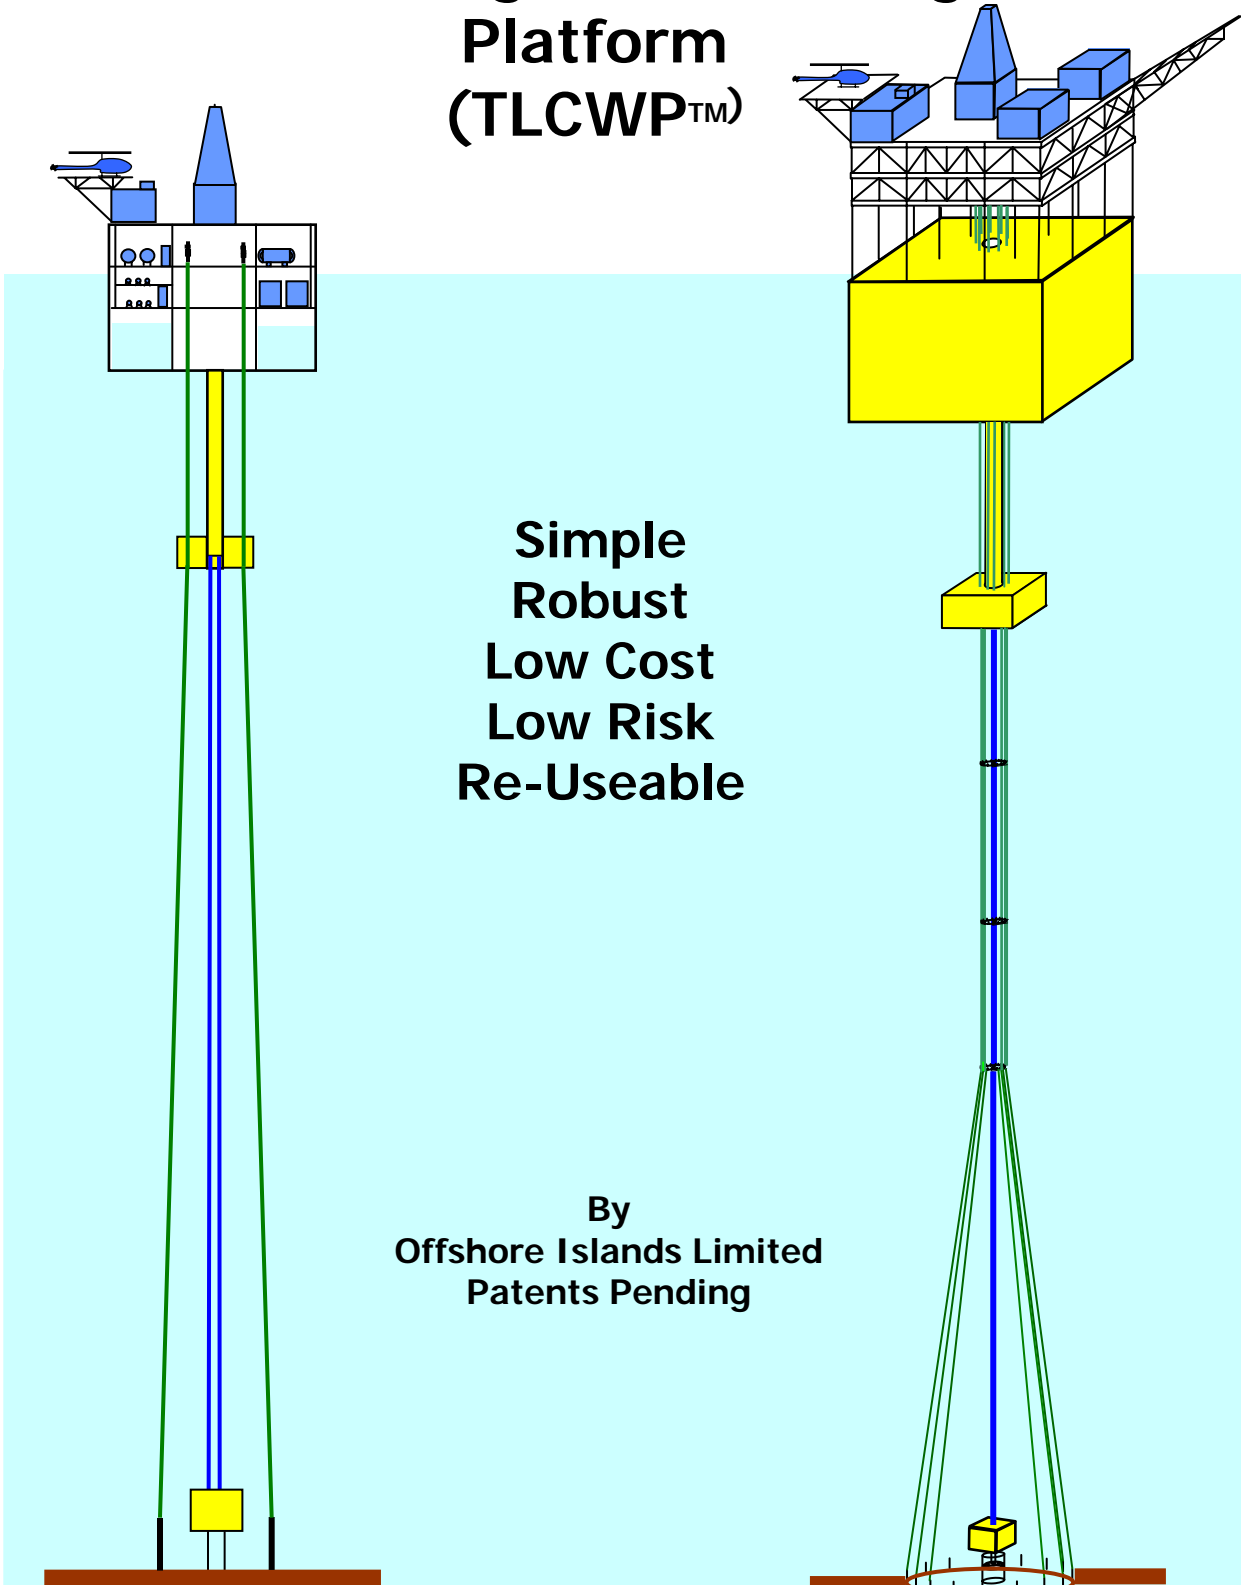 Platform
(TLCWP™)
Simple
Robust
Low Cost
Low Risk
Re-Useable
By
Offshore Islands Limited
Patents Pending